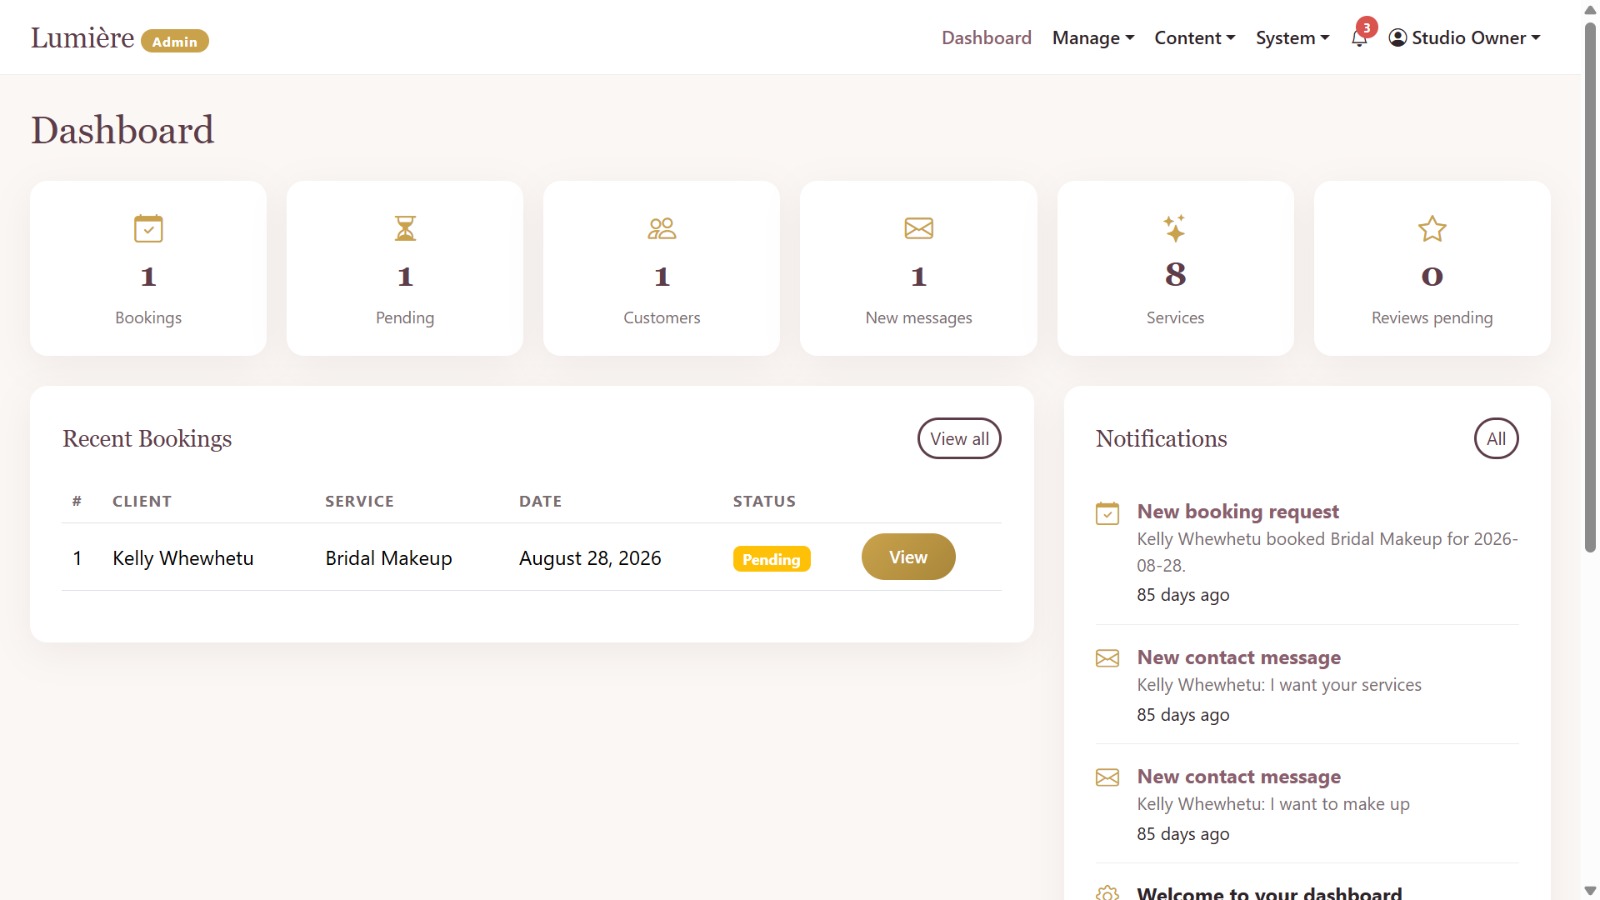 Lumière Admin
Dashboard Manage Content System 3 Studio Owner
Dashboard
1
Bookings
1
Pending
1
Customers
1
New messages
8
Services
0
Reviews pending
Recent Bookings
View all
# CLIENT SERVICE DATE STATUS
1 Kelly Whewhetu Bridal Makeup August 28, 2026 Pending View
Notifications
All
New booking request
Kelly Whewhetu booked Bridal Makeup for 2026-
08-28.
85 days ago
New contact message
Kelly Whewhetu: I want your services
85 days ago
New contact message
Kelly Whewhetu: I want to make up
85 days ago
Welcome to your dashboard